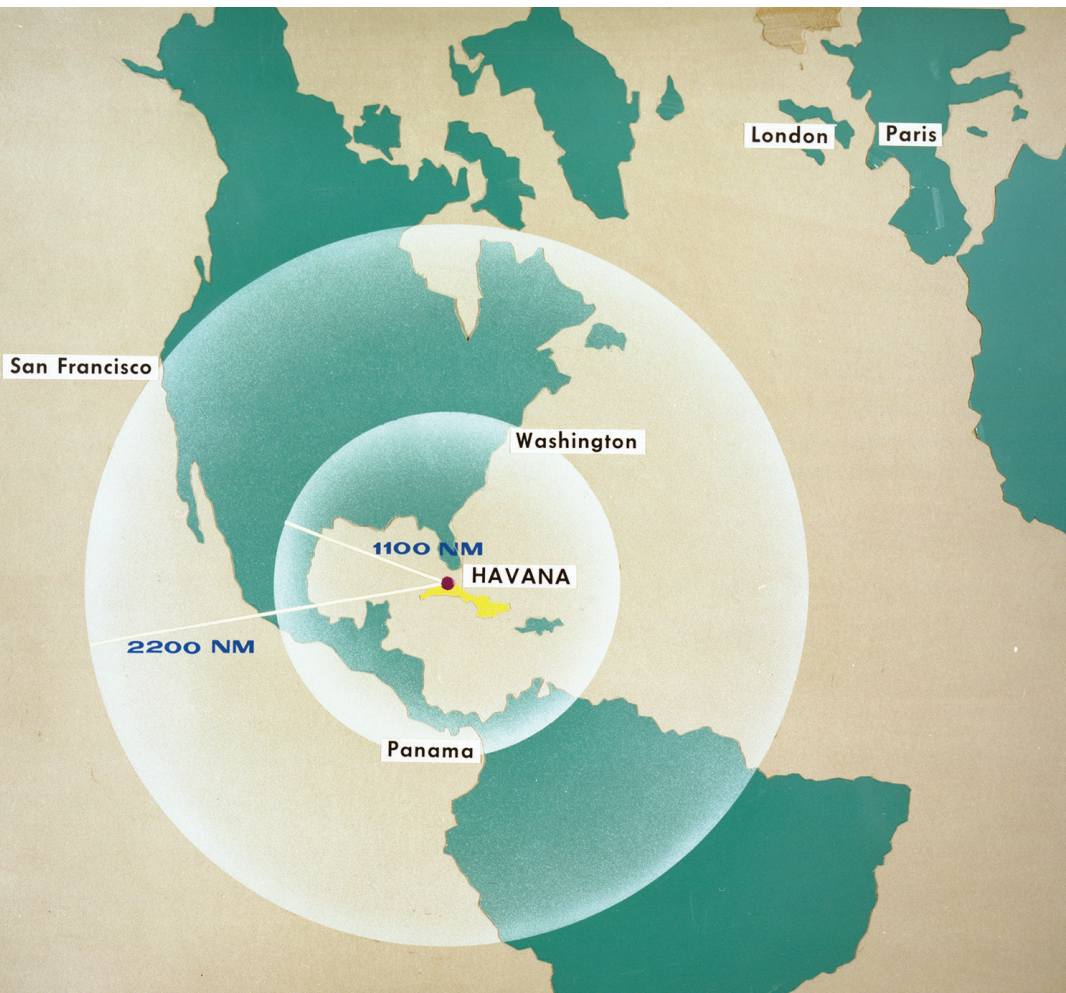 London
Paris
San Francisco
Washington
1100 NM
HAVANA
2200 NM
Panama